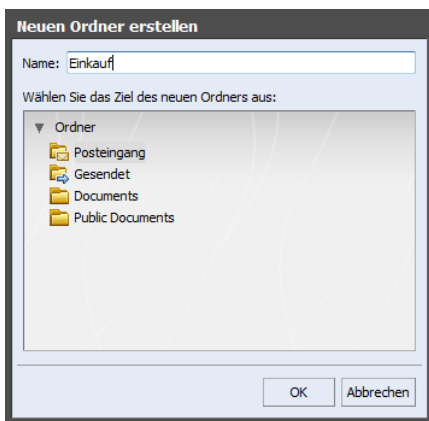 Neuen Ordner erstellen
Name: Einkauf
Wählen Sie das Ziel des neuen Ordners aus:
Ordner
Posteingang
Gesendet
Documents
Public Documents
OK Abbrechen